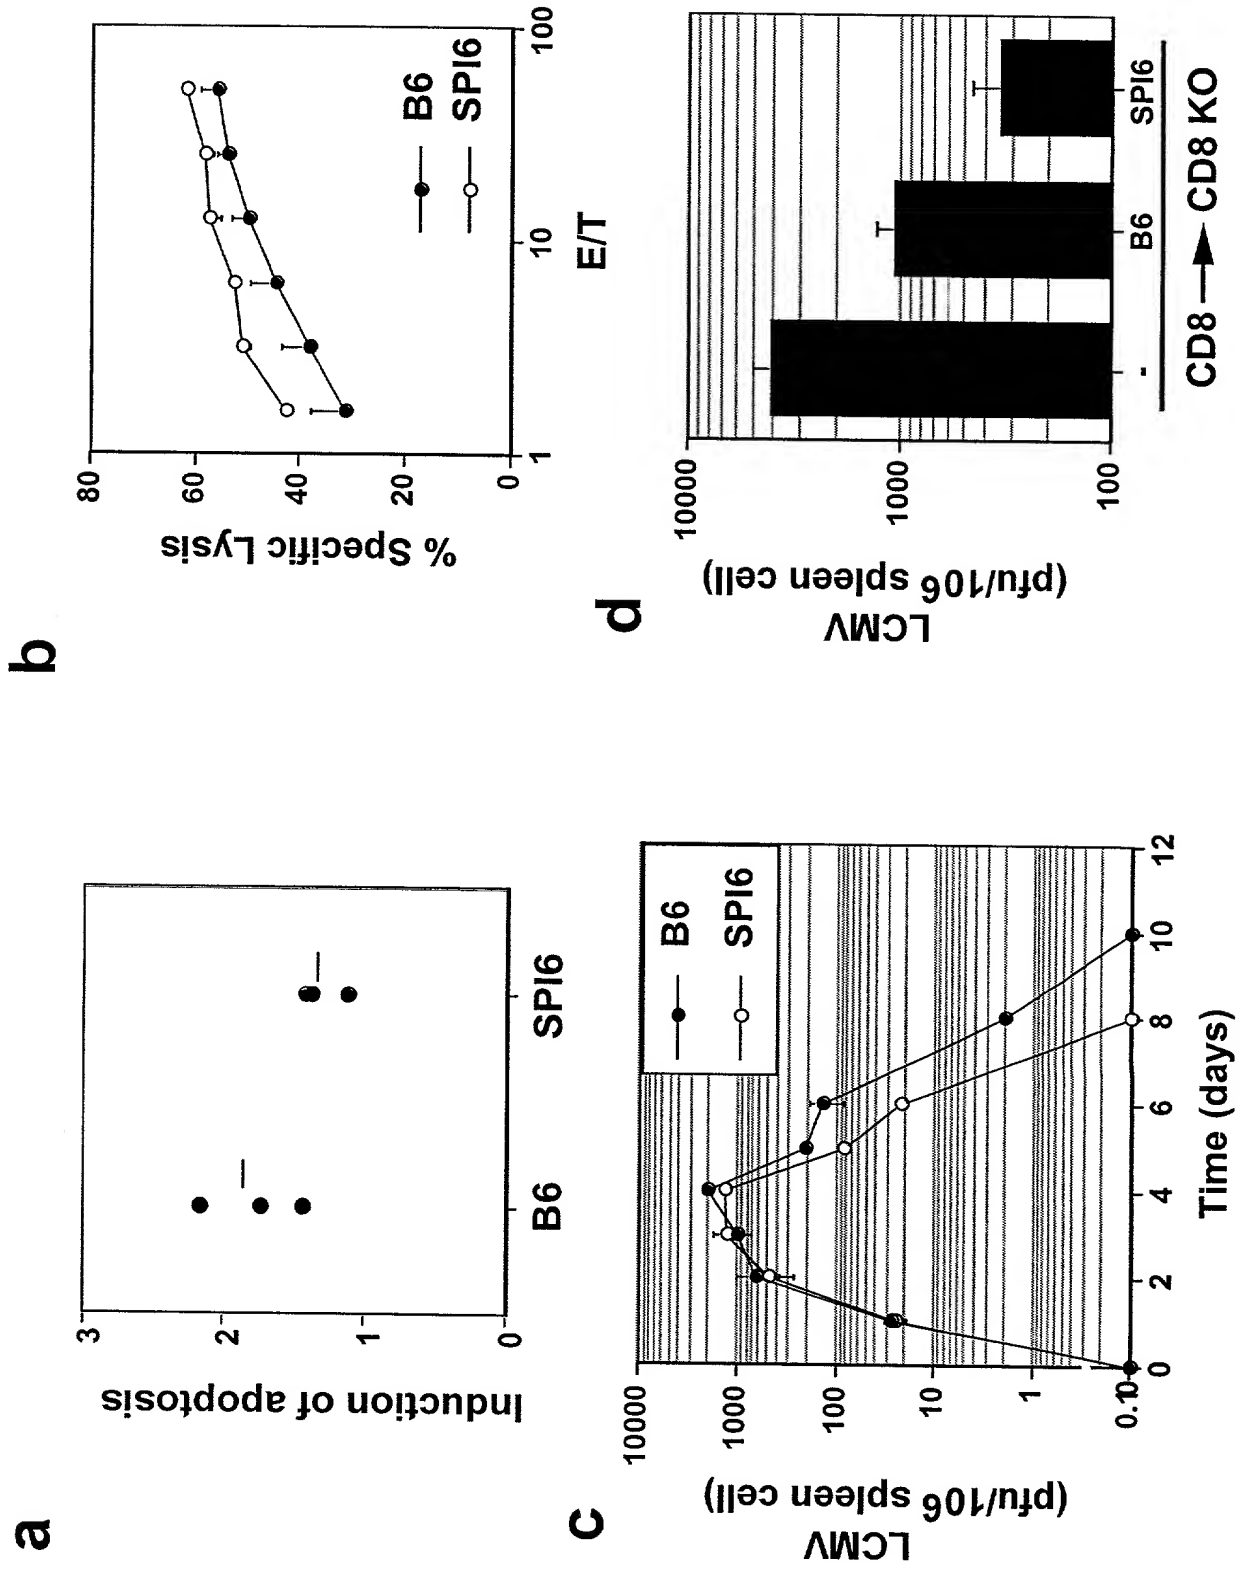 a
Induction of apoptosis
3
2
1
0
B6
SPI6
b
% Specific Lysis
80
60
40
20
0
1
10
100
E/T
B6
SPI6
c
LCMV
(pfu/10⁶ spleen cell)
10000
1000
100
10
1
0.1
0
2
4
6
8
10
12
Time (days)
B6
SPI6
d
LCMV
(pfu/10⁶ spleen cell)
10000
1000
100
-
B6
SPI6
CD8 → CD8 KO